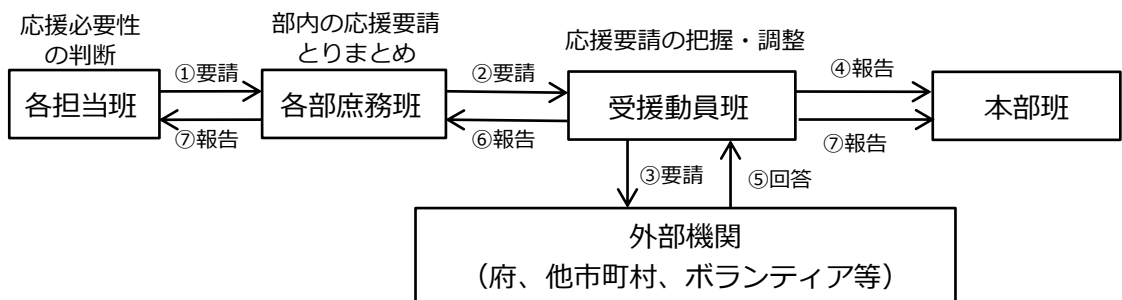 応援必要性
の判断
部内の応援要請
とりまとめ
応援要請の把握・調整
①要請
②要請
④報告
各担当班
各部庶務班
受援動員班
本部班
⑦報告
⑥報告
⑦報告
③要請
⑤回答
外部機関
（府、他市町村、ボランティア等）